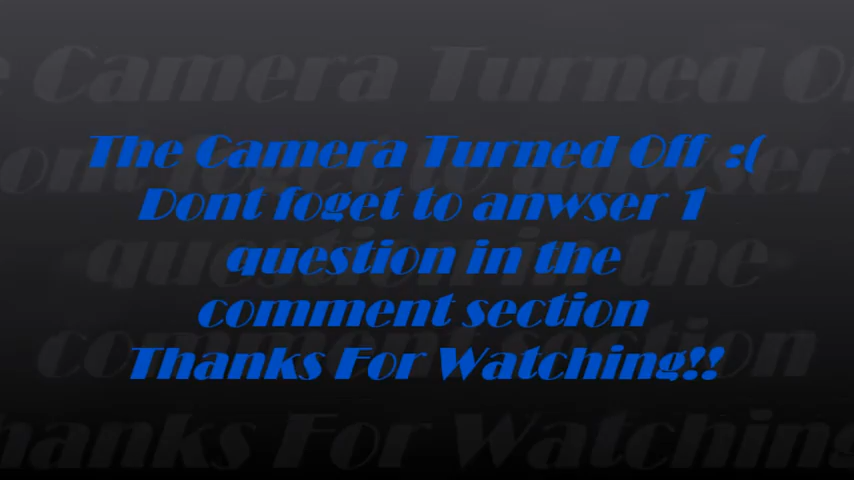 The Camera Turned Off :(
Dont foget to anwser 1
question in the
comment section
Thanks For Watching!!